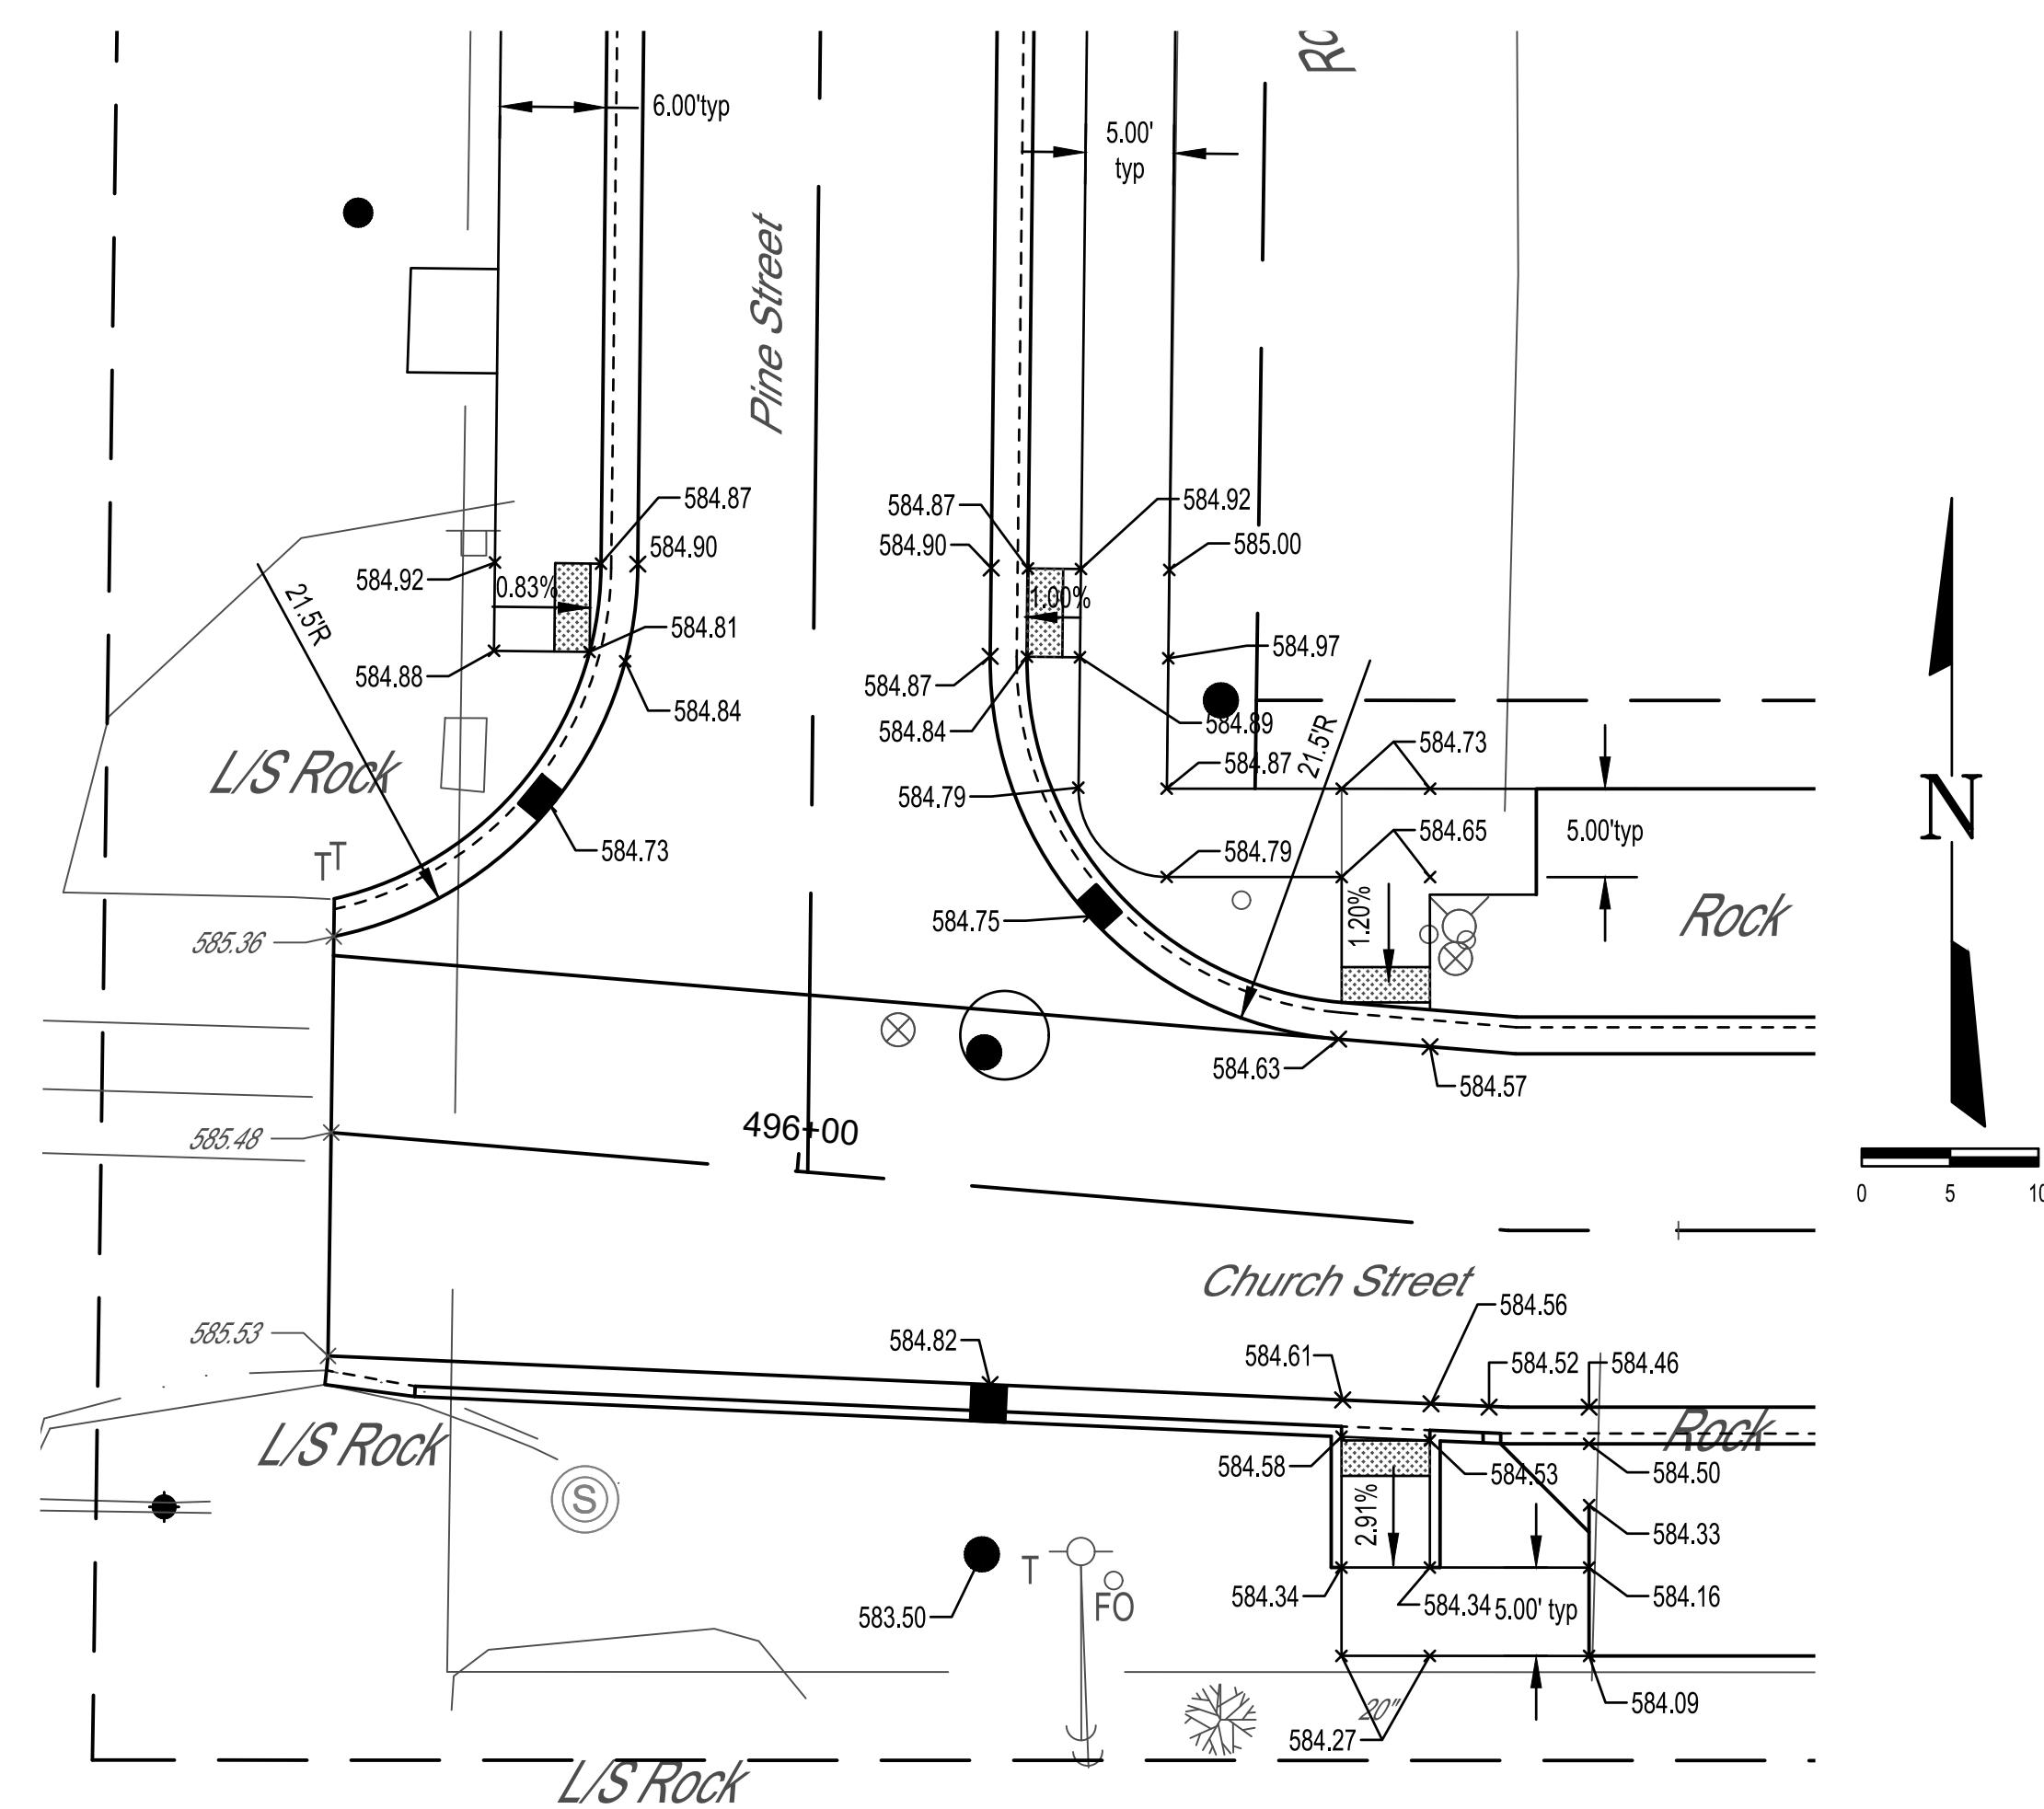 RO
6.00'typ
5.00'
typ
Pine Street
584.87
584.90
584.92
0.83%
584.81
584.88
584.84
21.5'R
584.87
584.92
584.90
585.00
1.00%
584.97
584.87
584.84
584.89
21.5'R
584.73
584.87
584.79
L/S Rock
T
T
584.73
584.79
584.65
5.00'typ
N
1.20%
Rock
585.36
584.75
584.63
584.57
496+00
585.48
0 5 10
Church Street
585.53
584.82
584.61
584.56
584.52
584.46
Rock
L/S Rock
584.58
584.53
584.50
S
2.91%
584.33
T
FO
583.50
584.34
584.34
5.00' typ
584.16
584.09
20"
584.27
L/S Rock